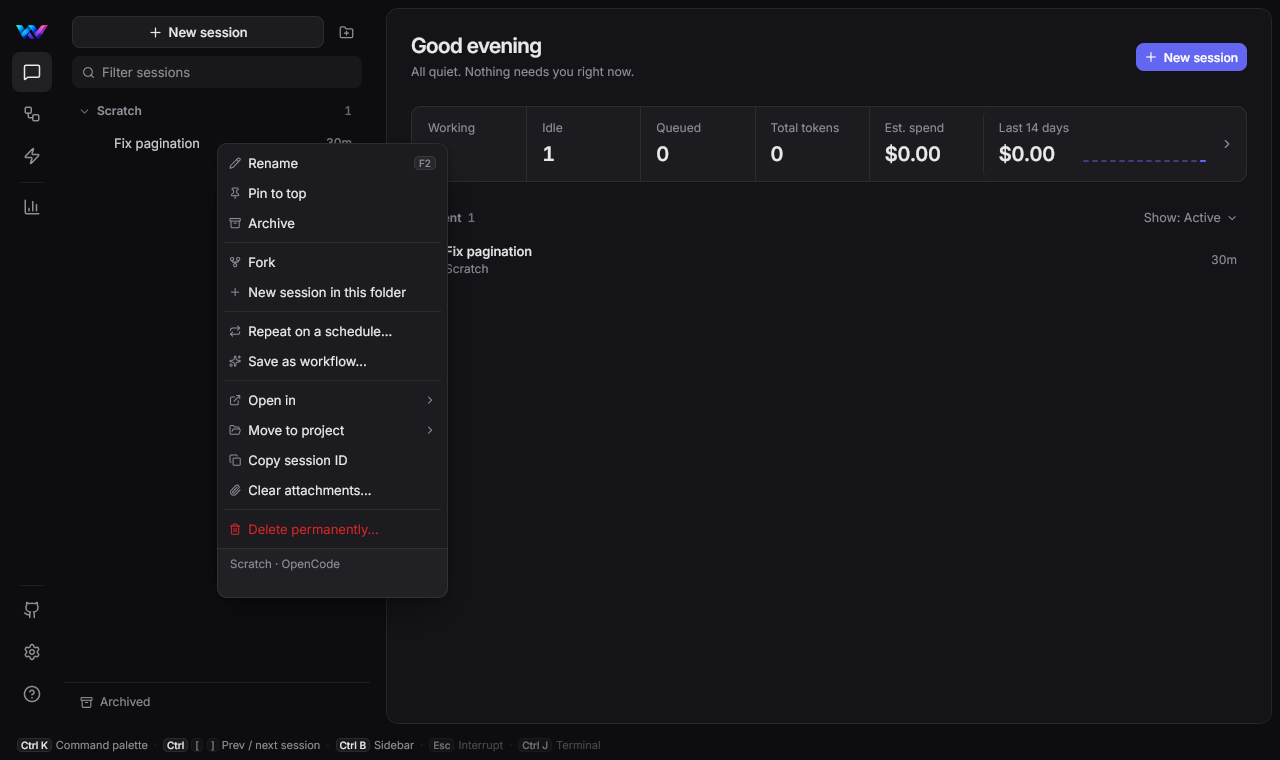 New session
Filter sessions
Scratch 1
Fix pagination 30m
Rename F2
Pin to top
Archive
Fork
New session in this folder
Repeat on a schedule...
Save as workflow...
Open in
Move to project
Copy session ID
Clear attachments...
Delete permanently...
Scratch · OpenCode
Archived
Good evening
All quiet. Nothing needs you right now.
New session
Working
Idle
1
Queued
0
Total tokens
0
Est. spend
$0.00
Last 14 days
$0.00
1
Show: Active
Fix pagination
Scratch
30m
Ctrl K Command palette · Ctrl [ ] Prev / next session · Ctrl B Sidebar · Esc Interrupt · Ctrl J Terminal